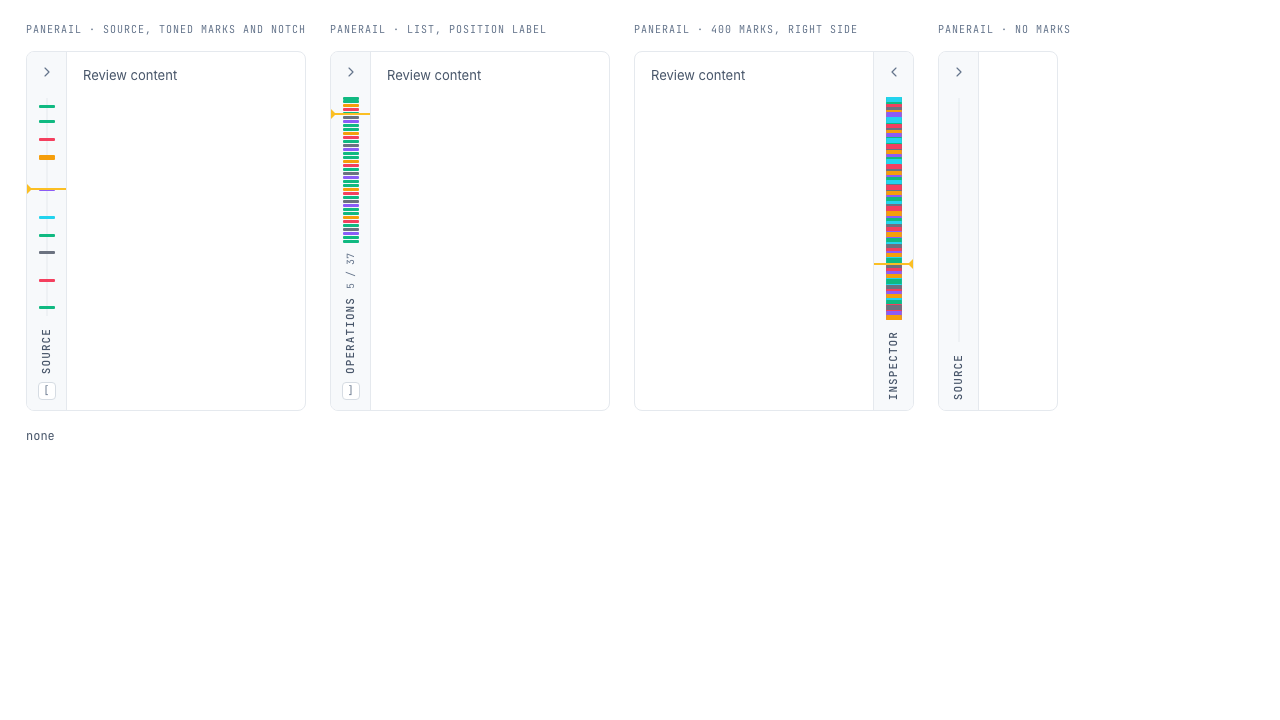 PANERAIL · SOURCE, TONED MARKS AND NOTCH
Review content
SOURCE
[
PANERAIL · LIST, POSITION LABEL
Review content
5 / 37
OPERATIONS
]
PANERAIL · 400 MARKS, RIGHT SIDE
Review content
INSPECTOR
PANERAIL · NO MARKS
SOURCE
none